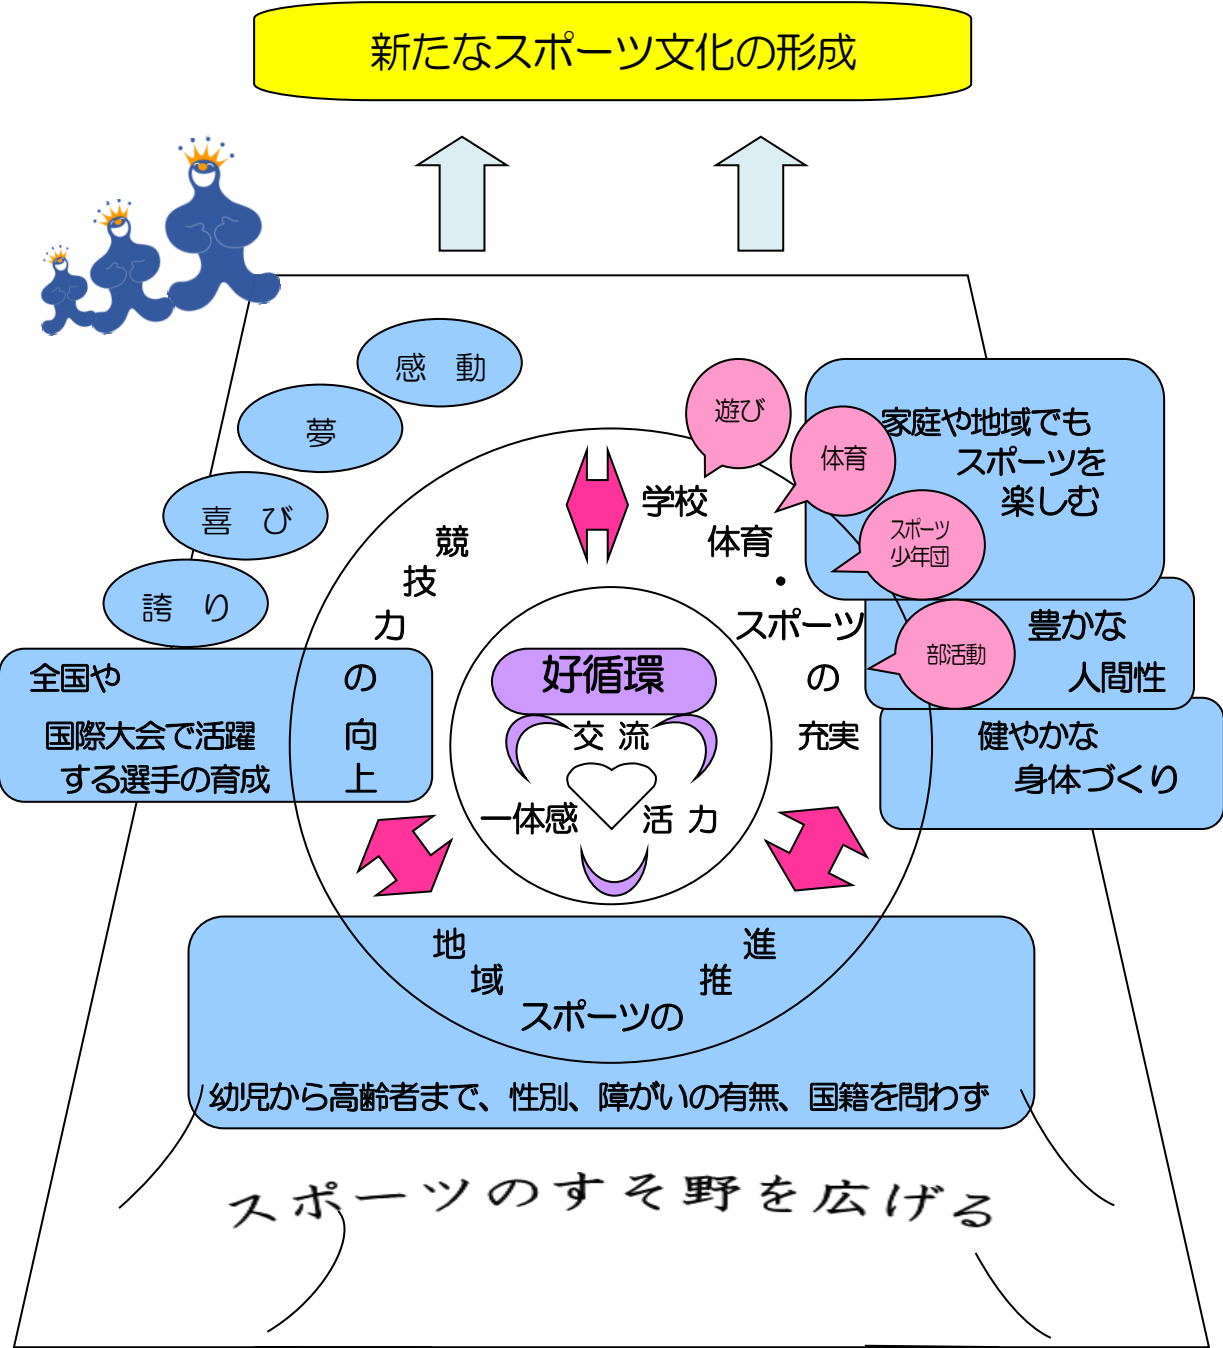 新たなスポーツ文化の形成
感 動
夢
喜 び
誇 り
遊び
体育
スポーツ
少年団
部活動
家庭や地域でも
スポーツを
楽しむ
豊かな
人間性
健やかな
身体づくり
学校
体育
・
スポーツ
の
充実
競
技
力
の
向
上
全国や
国際大会で活躍
する選手の育成
好循環
交 流
一体感
活 力
地
域
スポーツの
推
進
幼児から高齢者まで、性別、障がいの有無、国籍を問わず
スポーツのすそ野を広げる